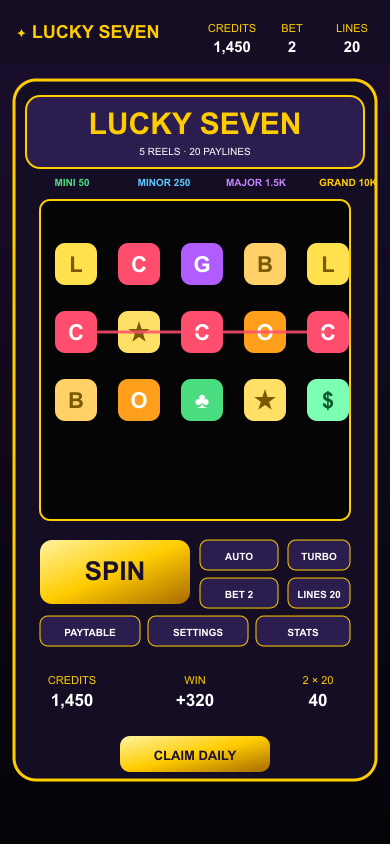 ✦ LUCKY SEVEN
CREDITS BET LINES
1,450 2 20
LUCKY SEVEN
5 REELS · 20 PAYLINES
MINI 50 MINOR 250 MAJOR 1.5K GRAND 10K
L C G B L
C ★ C O C
B O ♣ ★ $
SPIN
AUTO TURBO
BET 2 LINES 20
PAYTABLE SETTINGS STATS
CREDITS WIN 2 × 20
1,450 +320 40
CLAIM DAILY